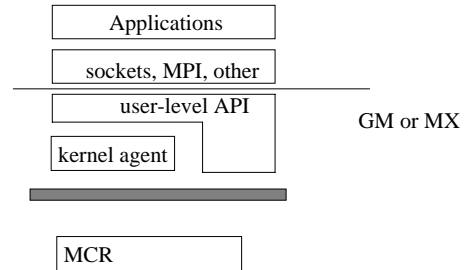 Applications
sockets, MPI, other
user-level API
GM or MX
kernel agent
MCR